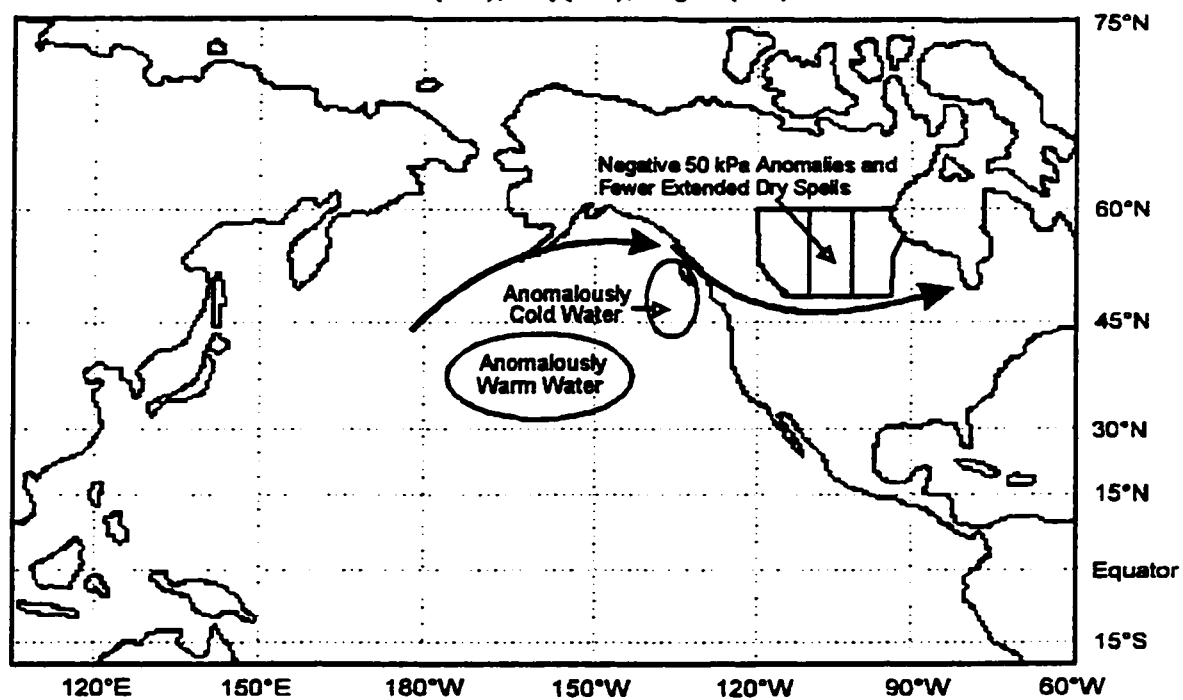 75°N
Negative 50 kPa Anomalies and
Fewer Extended Dry Spells
60°N
Anomalously
Cold Water
45°N
Anomalously
Warm Water
30°N
15°N
Equator
15°S
120°E 150°E 180°W 150°W 120°W 90°W 60°W